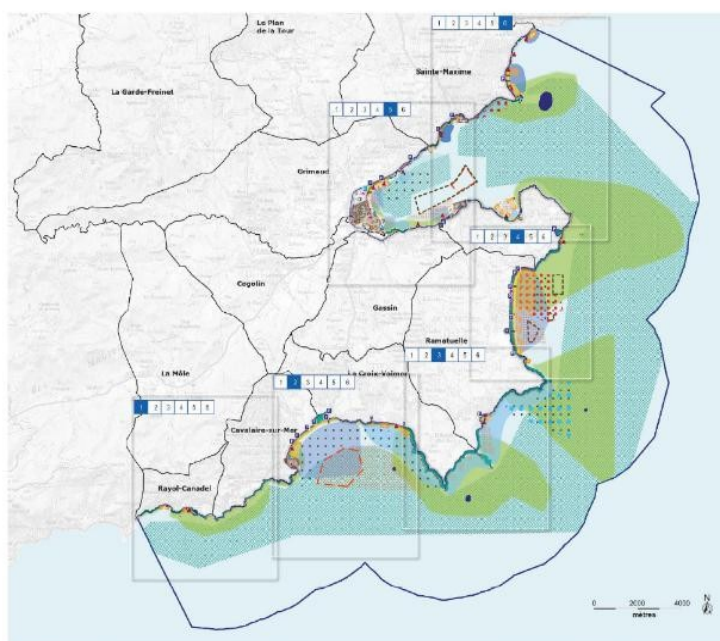 Le Plan
de la Tour
1 2 3 4 5 6
Sainte-Maxime
La Garde-Freinet
1 2 3 4 5 6
Grimaud
1 2 3 4 5 6
Cogolin
Gassin
Ramatuelle
1 2 3 4 5 6
La Môle
La Croix-Valmer
1 2 3 4 5 6
1 2 3 4 5 6
Cavalaire-sur-Mer
Rayol-Canadel
N
0 2000 4000
mètres